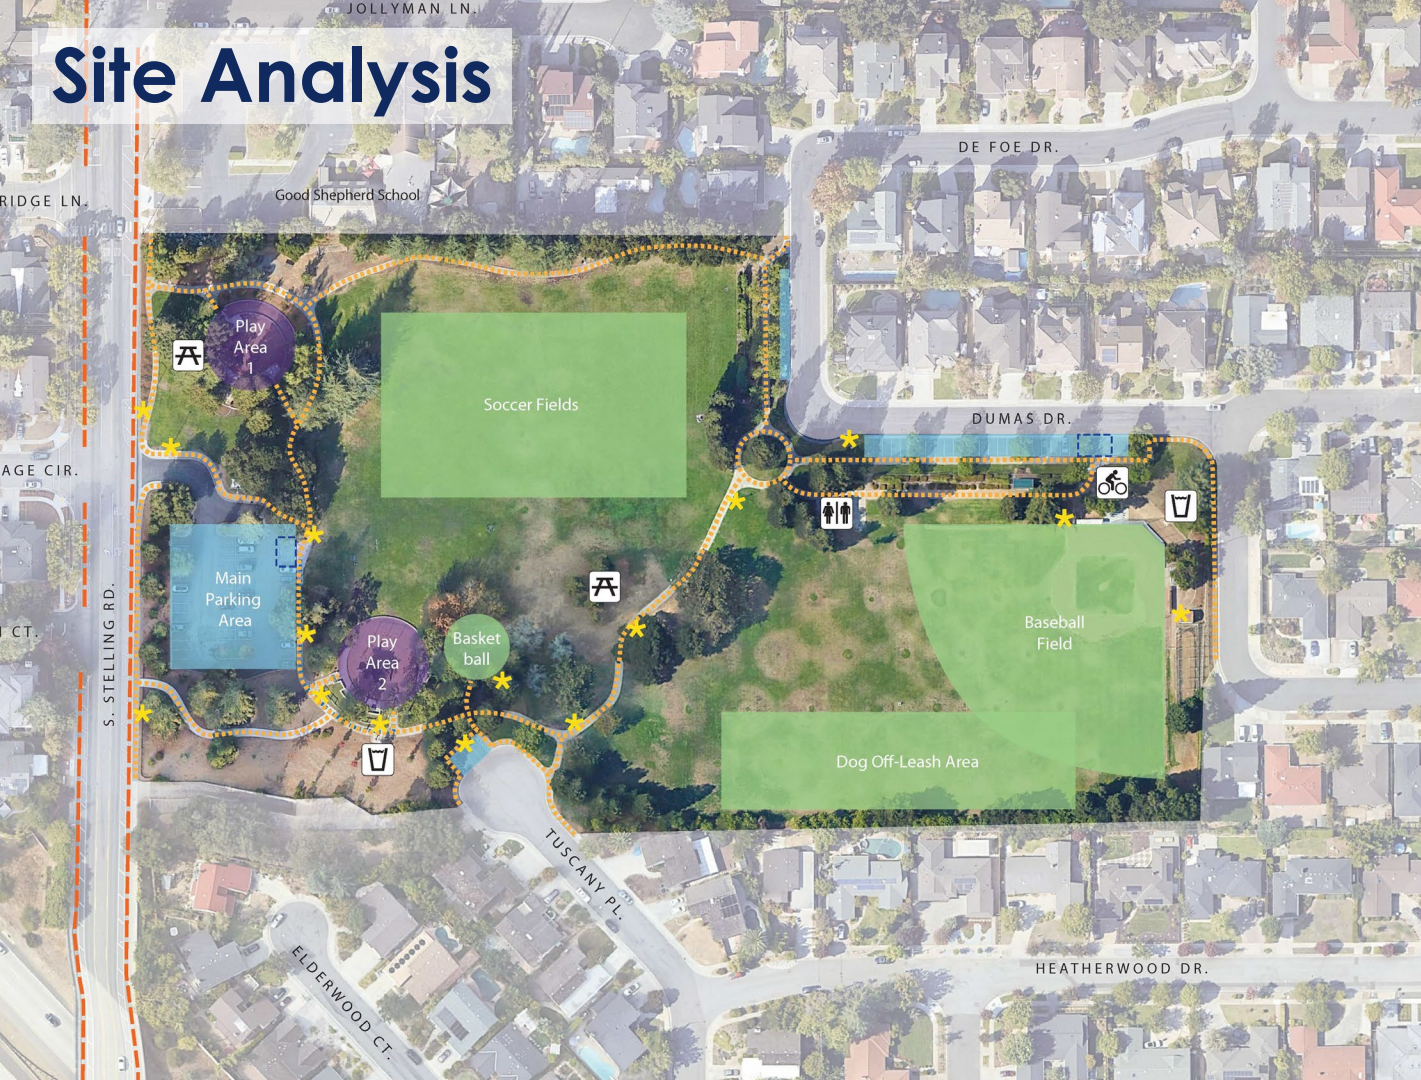 JOLLYMAN LN.
Site Analysis
DE FOE DR.
Good Shepherd School
RIDGE LN.
Play
Area
1
Soccer Fields
DUMAS DR.
AGE CIR.
Main
Parking
Area
S. STELLING RD.
CT.
Play
Area
2
Basket
ball
Baseball
Field
Dog Off-Leash Area
TUSCANY PL.
ELDERWOOD CT.
HEATHERWOOD DR.